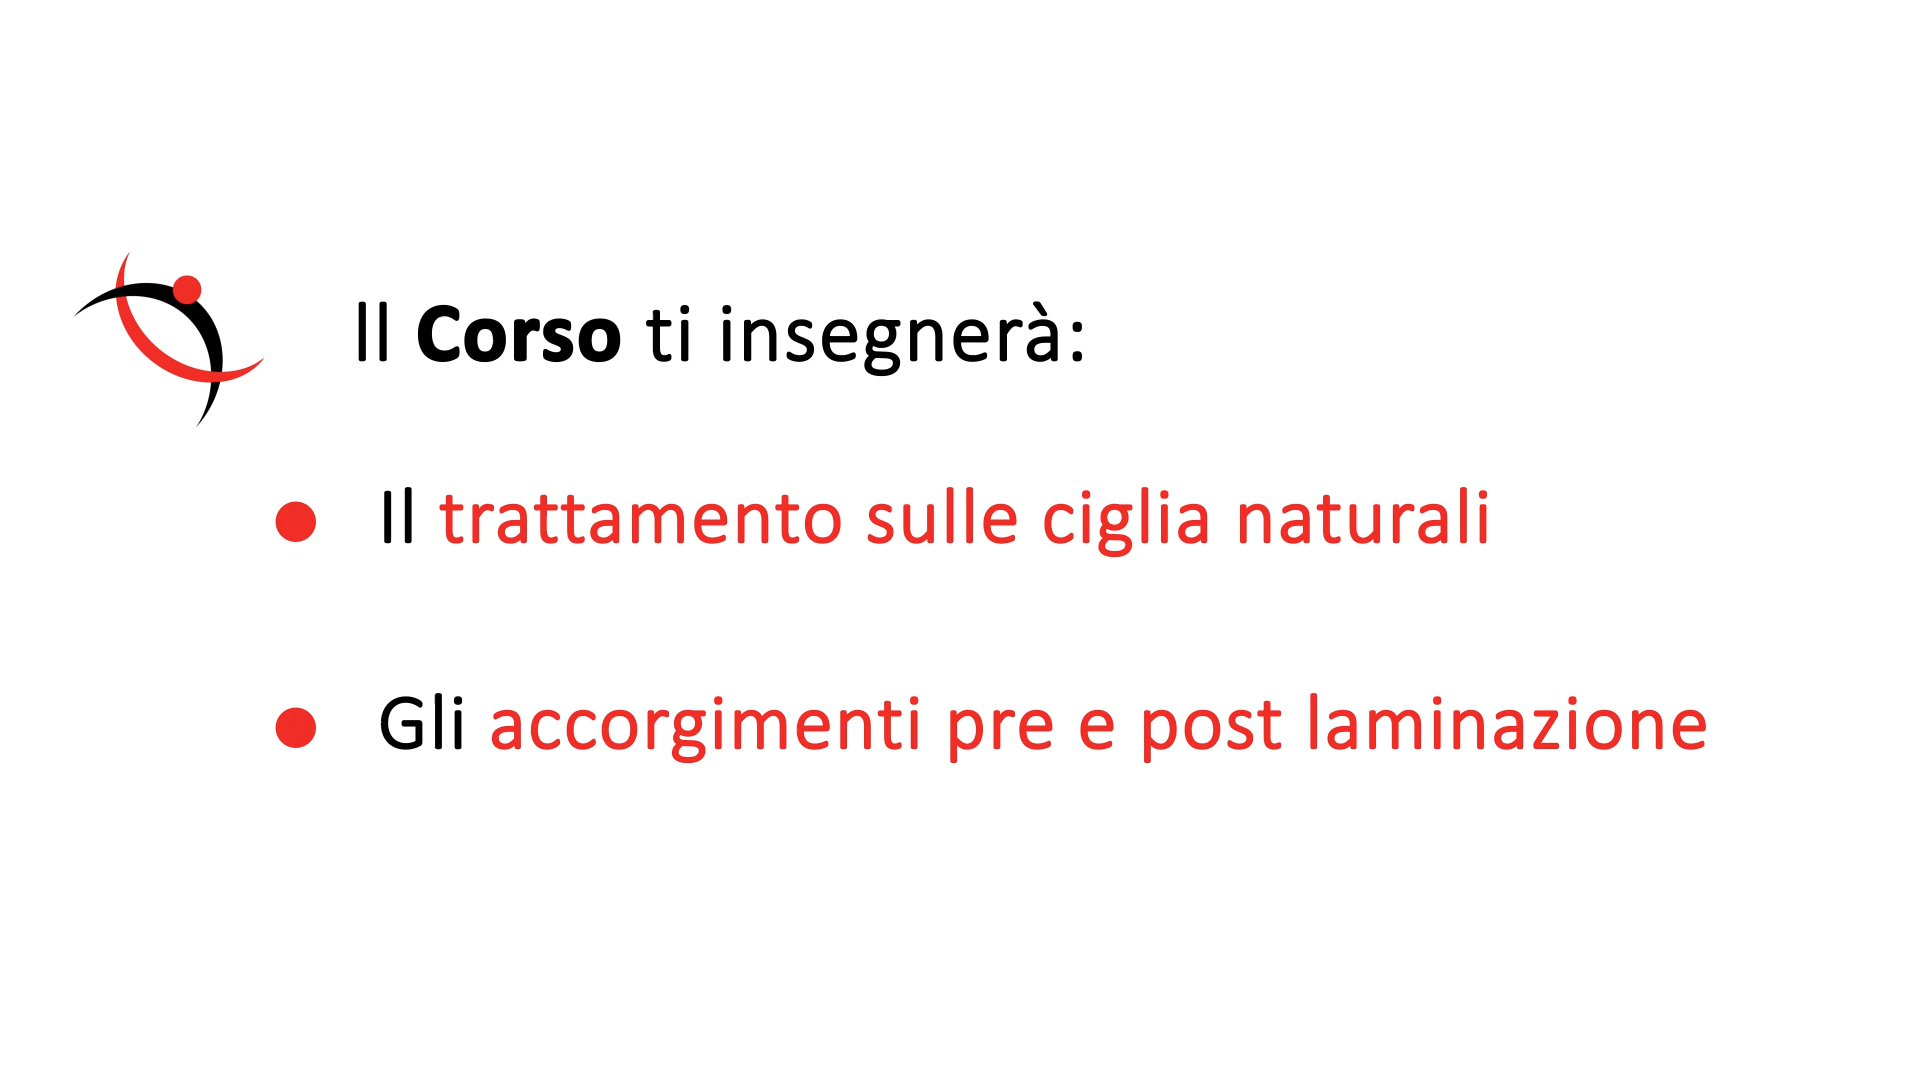 Il Corso ti insegnerà:
Il trattamento sulle ciglia naturali
Gli accorgimenti pre e post laminazione